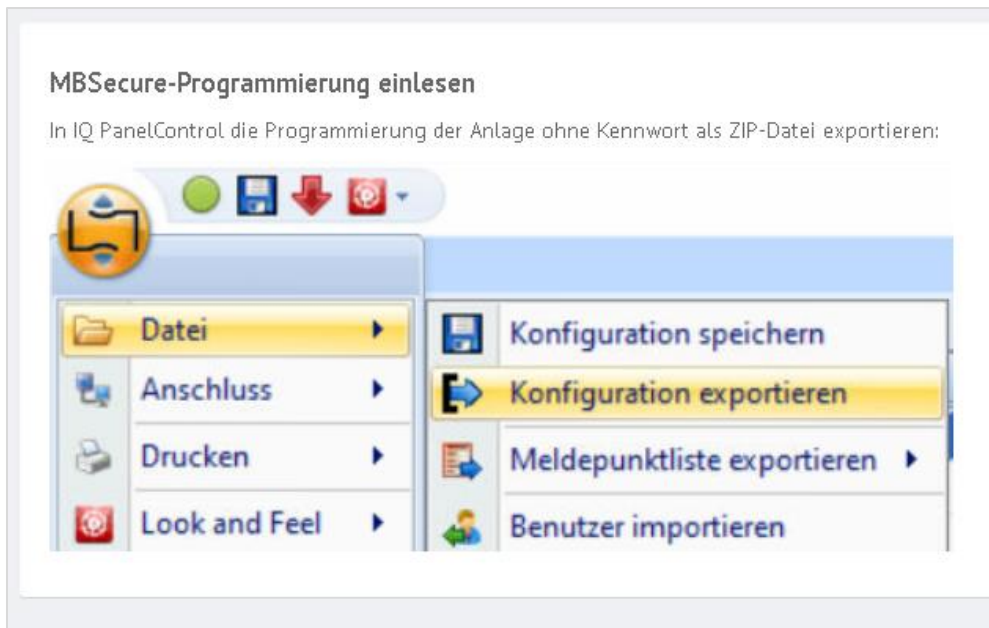 MBSecure-Programmierung einlesen
In IQ PanelControl die Programmierung der Anlage ohne Kennwort als ZIP-Datei exportieren:
Datei
Anschluss
Drucken
Look and Feel
Konfiguration speichern
Konfiguration exportieren
Meldepunktliste exportieren
Benutzer importieren